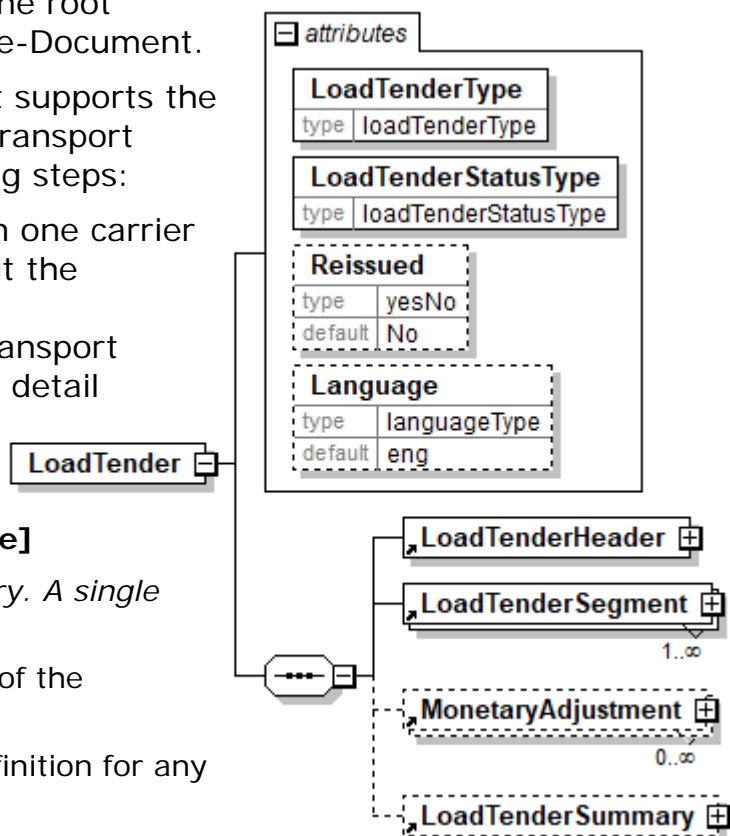 he root
e-Document.
t supports the
ransport
g steps:
n one carrier
t the
ansport
detail
e]
ry. A single
of the
finition for any
attributes
LoadTenderType
type loadTenderType
LoadTenderStatusType
type loadTenderStatusType
Reissued
type yesNo
default No
Language
type languageType
default eng
LoadTender
LoadTenderHeader
LoadTenderSegment
1..∞
MonetaryAdjustment
0..∞
LoadTenderSummary